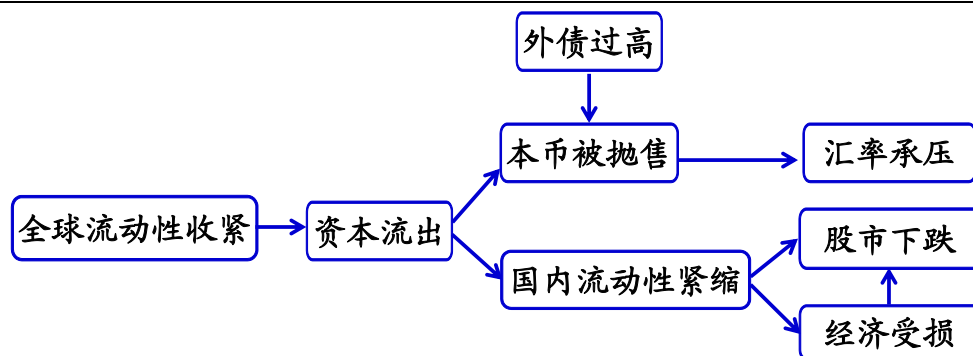 外债过高
本币被抛售
汇率承压
全球流动性收紧
资本流出
股市下跌
国内流动性紧缩
经济受损